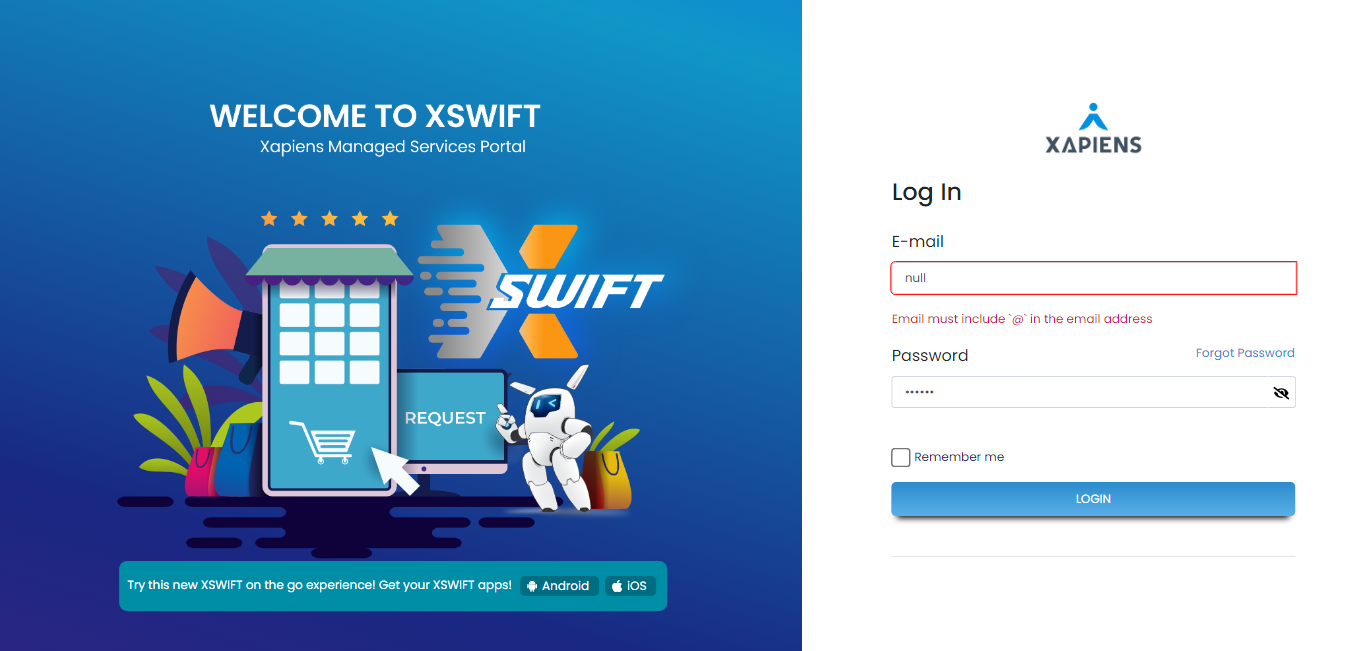 WELCOME TO XSWIFT
Xapiens Managed Services Portal
X
SWIFT
REQUEST
Try this new XSWIFT on the go experience! Get your XSWIFT apps!
Android
iOS
XAPIENS
Log In
E-mail
null
Email must include `@` in the email address
Password
Forgot Password
••••••
Remember me
LOGIN